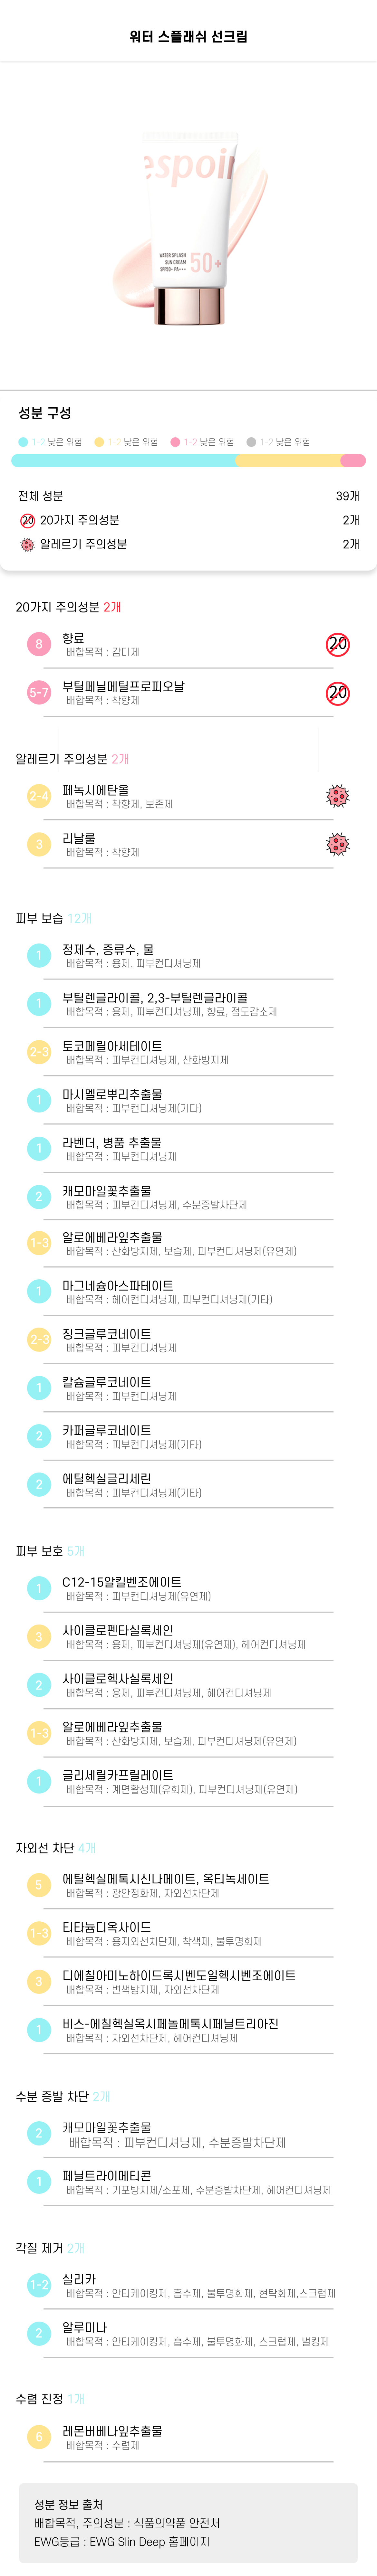 워터 스플래쉬 선크림
espoir
WATER SPLASH
SUN CREAM
SPF50+ PA+++
50+
성분 구성
1-2 낮은 위험
1-2 낮은 위험
1-2 낮은 위험
1-2 낮은 위험
전체 성분 39개
20 20가지 주의성분 2개
알레르기 주의성분 2개
20가지 주의성분 2개
8 향료 20
배합목적 : 감미제
5-7 부틸페닐메틸프로피오날 20
배합목적 : 착향제
알레르기 주의성분 2개
2-4 페녹시에탄올
배합목적 : 착향제, 보존제
3 리날룰
배합목적 : 착향제
피부 보습 12개
1 정제수, 증류수, 물
배합목적 : 용제, 피부컨디셔닝제
1 부틸렌글라이콜, 2,3-부틸렌글라이콜
배합목적 : 용제, 피부컨디셔닝제, 향료, 점도감소제
2-3 토코페릴아세테이트
배합목적 : 피부컨디셔닝제, 산화방지제
1 마시멜로뿌리추출물
배합목적 : 피부컨디셔닝제(기타)
1 라벤더, 병품 추출물
배합목적 : 피부컨디셔닝제
2 캐모마일꽃추출물
배합목적 : 피부컨디셔닝제, 수분증발차단제
1-3 알로에베라잎추출물
배합목적 : 산화방지제, 보습제, 피부컨디셔닝제(유연제)
1 마그네슘아스파테이트
배합목적 : 헤어컨디셔닝제, 피부컨디셔닝제(기타)
2-3 징크글루코네이트
배합목적 : 피부컨디셔닝제
1 칼슘글루코네이트
배합목적 : 피부컨디셔닝제
2 카퍼글루코네이트
배합목적 : 피부컨디셔닝제(기타)
2 에틸헥실글리세린
배합목적 : 피부컨디셔닝제(기타)
피부 보호 5개
1 C12-15알킬벤조에이트
배합목적 : 피부컨디셔닝제(유연제)
3 사이클로펜타실록세인
배합목적 : 용제, 피부컨디셔닝제(유연제), 헤어컨디셔닝제
2 사이클로헥사실록세인
배합목적 : 용제, 피부컨디셔닝제, 헤어컨디셔닝제
1-3 알로에베라잎추출물
배합목적 : 산화방지제, 보습제, 피부컨디셔닝제(유연제)
1 글리세릴카프릴레이트
배합목적 : 계면활성제(유화제), 피부컨디셔닝제(유연제)
자외선 차단 4개
5 에틸헥실메톡시신나메이트, 옥티녹세이트
배합목적 : 광안정화제, 자외선차단제
1-3 티타늄디옥사이드
배합목적 : 용자외선차단제, 착색제, 불투명화제
3 디에칠아미노하이드록시벤도일헥시벤조에이트
배합목적 : 변색방지제, 자외선차단제
1 비스-에칠헥실옥시페놀메톡시페닐트리아진
배합목적 : 자외선차단제, 헤어컨디셔닝제
수분 증발 차단 2개
2 캐모마일꽃추출물
배합목적 : 피부컨디셔닝제, 수분증발차단제
1 페닐트라이메티콘
배합목적 : 기포방지제/소포제, 수분증발차단제, 헤어컨디셔닝제
각질 제거 2개
1-2 실리카
배합목적 : 안티케이킹제, 흡수제, 불투명화제, 현탁화제,스크럽제
2 알루미나
배합목적 : 안티케이킹제, 흡수제, 불투명화제, 스크럽제, 벌킹제
수렴 진정 1개
6 레몬버베나잎추출물
배합목적 : 수렴제
성분 정보 출처
배합목적, 주의성분 : 식품의약품 안전처
EWG등급 : EWG Slin Deep 홈페이지